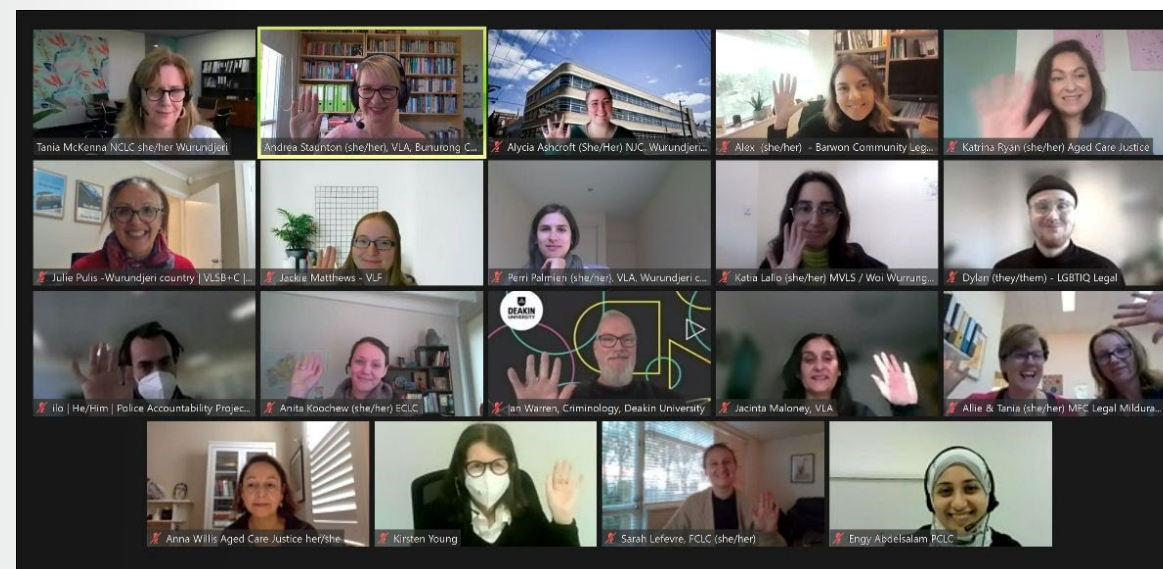 Tania McKenna NCLC she/her Wurundjeri
Andrea Staunton (she/her), VLA, Bunurong C...
Alycia Ashcroft (She/Her) NJC, Wurundjeri...
Alex (she/her) - Barwon Community Leg...
Katrina Ryan (she/her) Aged Care Justice
Julie Pulis -Wurundjeri country | VLSB+C |...
Jackie Matthews - VLF
Perri Palmieri (she/her), VLA, Wurundjeri c...
Katia Lallo (she/her) MVLS / Woi Wurrung...
Dylan (they/them) - LGBTIQ Legal
DEAKIN
UNIVERSITY
ilo | He/Him | Police Accountability Projec...
Anita Koochew (she/her) ECLC
Ian Warren, Criminology, Deakin University
Jacinta Maloney, VLA
Allie & Tania (she/her) MFC Legal Mildura...
Anna Willis Aged Care Justice her/she
Kirsten Young
Sarah Lefevre, FCLC (she/her)
Engy Abdelsalam PCLC